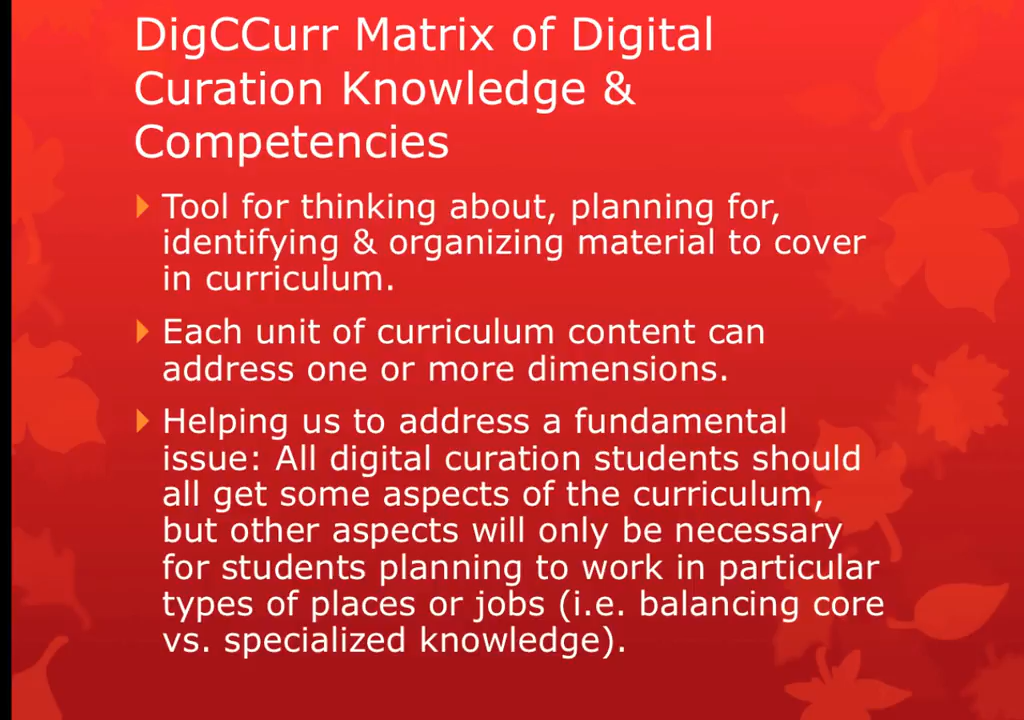 DigCCurr Matrix of Digital
Curation Knowledge &
Competencies
Tool for thinking about, planning for,
identifying & organizing material to cover
in curriculum.
Each unit of curriculum content can
address one or more dimensions.
Helping us to address a fundamental
issue: All digital curation students should
all get some aspects of the curriculum,
but other aspects will only be necessary
for students planning to work in particular
types of places or jobs (i.e. balancing core
vs. specialized knowledge).